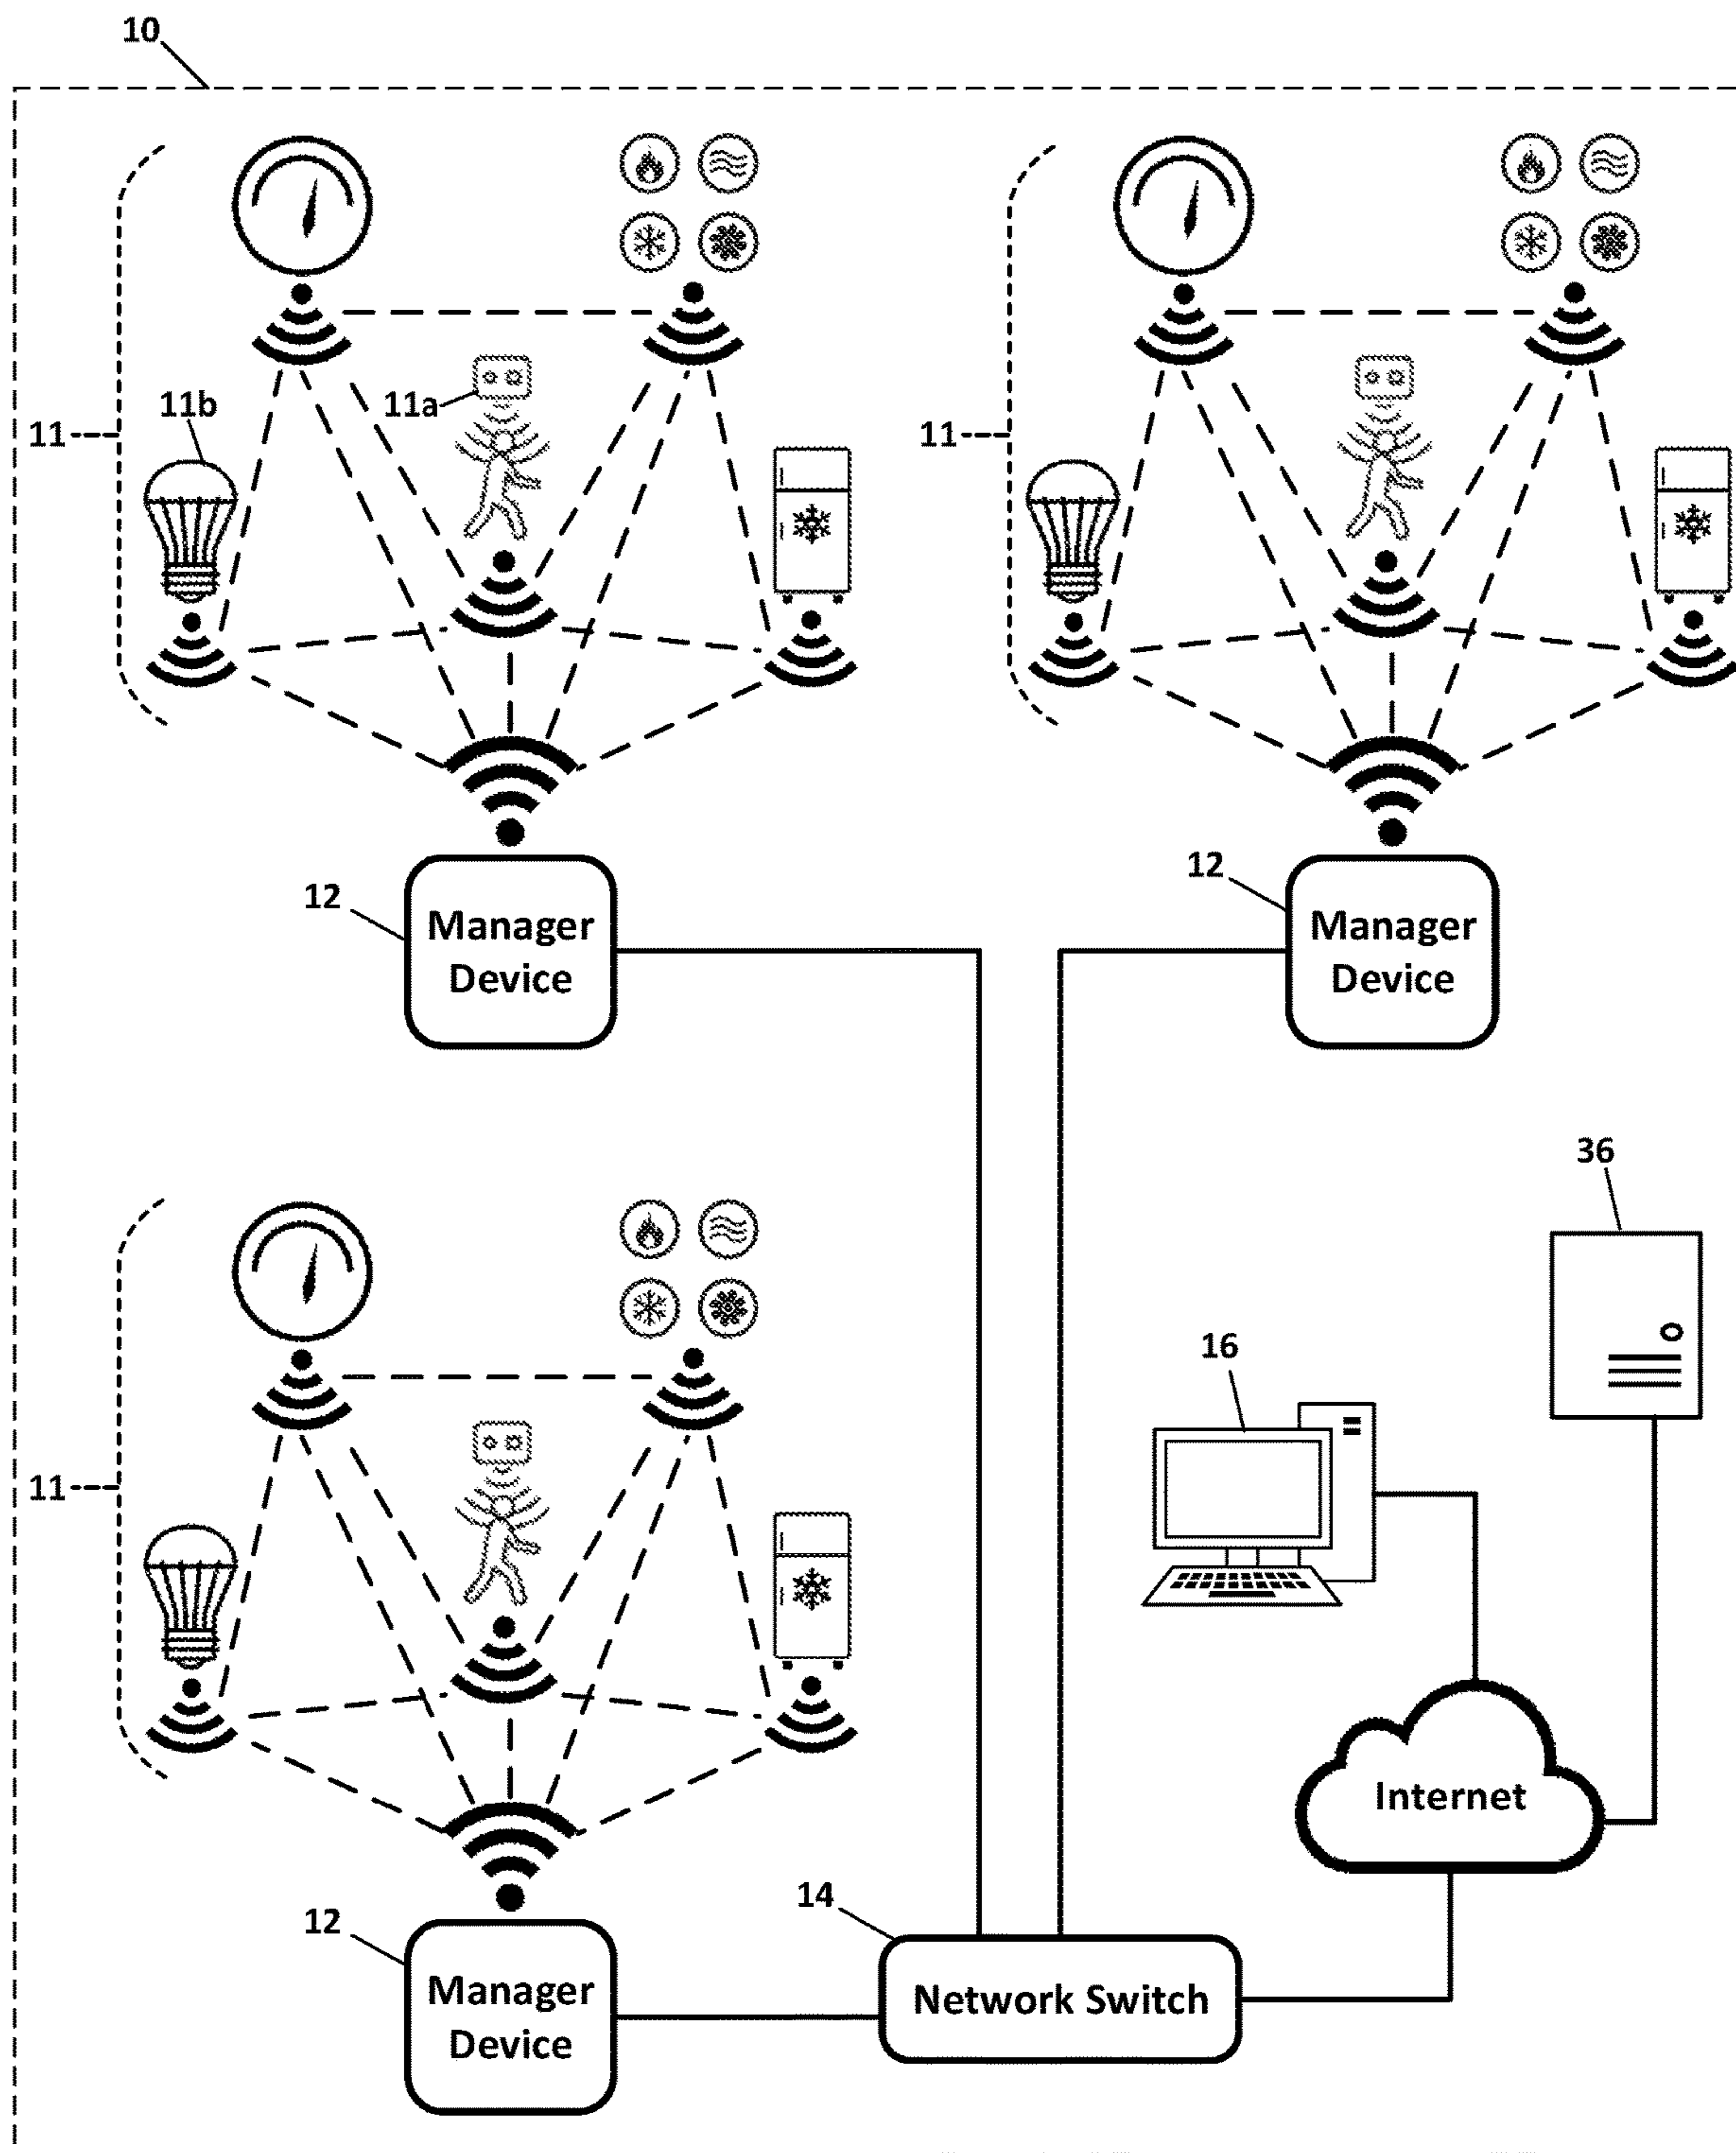 10
11b
11a
11
11
12
Manager
Device
12
Manager
Device
36
16
11
Internet
14
12
Manager
Device
Network Switch